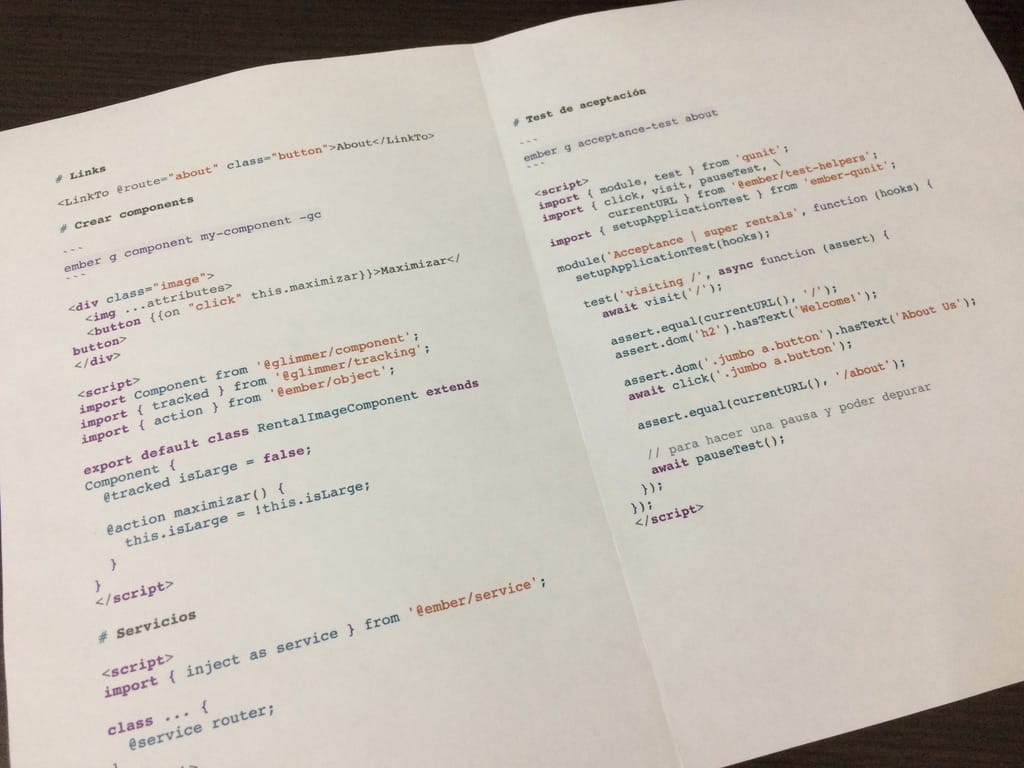 # Links
<LinkTo @route="about" class="button">About</LinkTo>
# Crear components
```
ember g component my-component -gc
```
<div class="image">
<img ...attributes>
<button {{on "click" this.maximizar}}>Maximizar</
button>
</div>
<script>
import Component from '@glimmer/component';
import { tracked } from '@glimmer/tracking';
import { action } from '@ember/object';
export default class RentalImageComponent extends
Component {
@tracked isLarge = false;
@action maximizar() {
this.isLarge = !this.isLarge;
}
}
</script>
# Servicios
<script>
import { inject as service } from '@ember/service';
class ... {
@service router;
}
# Test de aceptación
```
ember g acceptance-test about
```
<script>
import { module, test } from 'qunit';
import { click, visit, pauseTest, \
currentURL } from '@ember/test-helpers';
import { setupApplicationTest } from 'ember-qunit';
module('Acceptance | super rentals', function (hooks) {
setupApplicationTest(hooks);
test('visiting /', async function (assert) {
await visit('/');
assert.equal(currentURL(), '/');
assert.dom('h2').hasText('Welcome!');
assert.dom('.jumbo a.button').hasText('About Us');
await click('.jumbo a.button');
assert.equal(currentURL(), '/about');
// para hacer una pausa y poder depurar
await pauseTest();
});
});
</script>